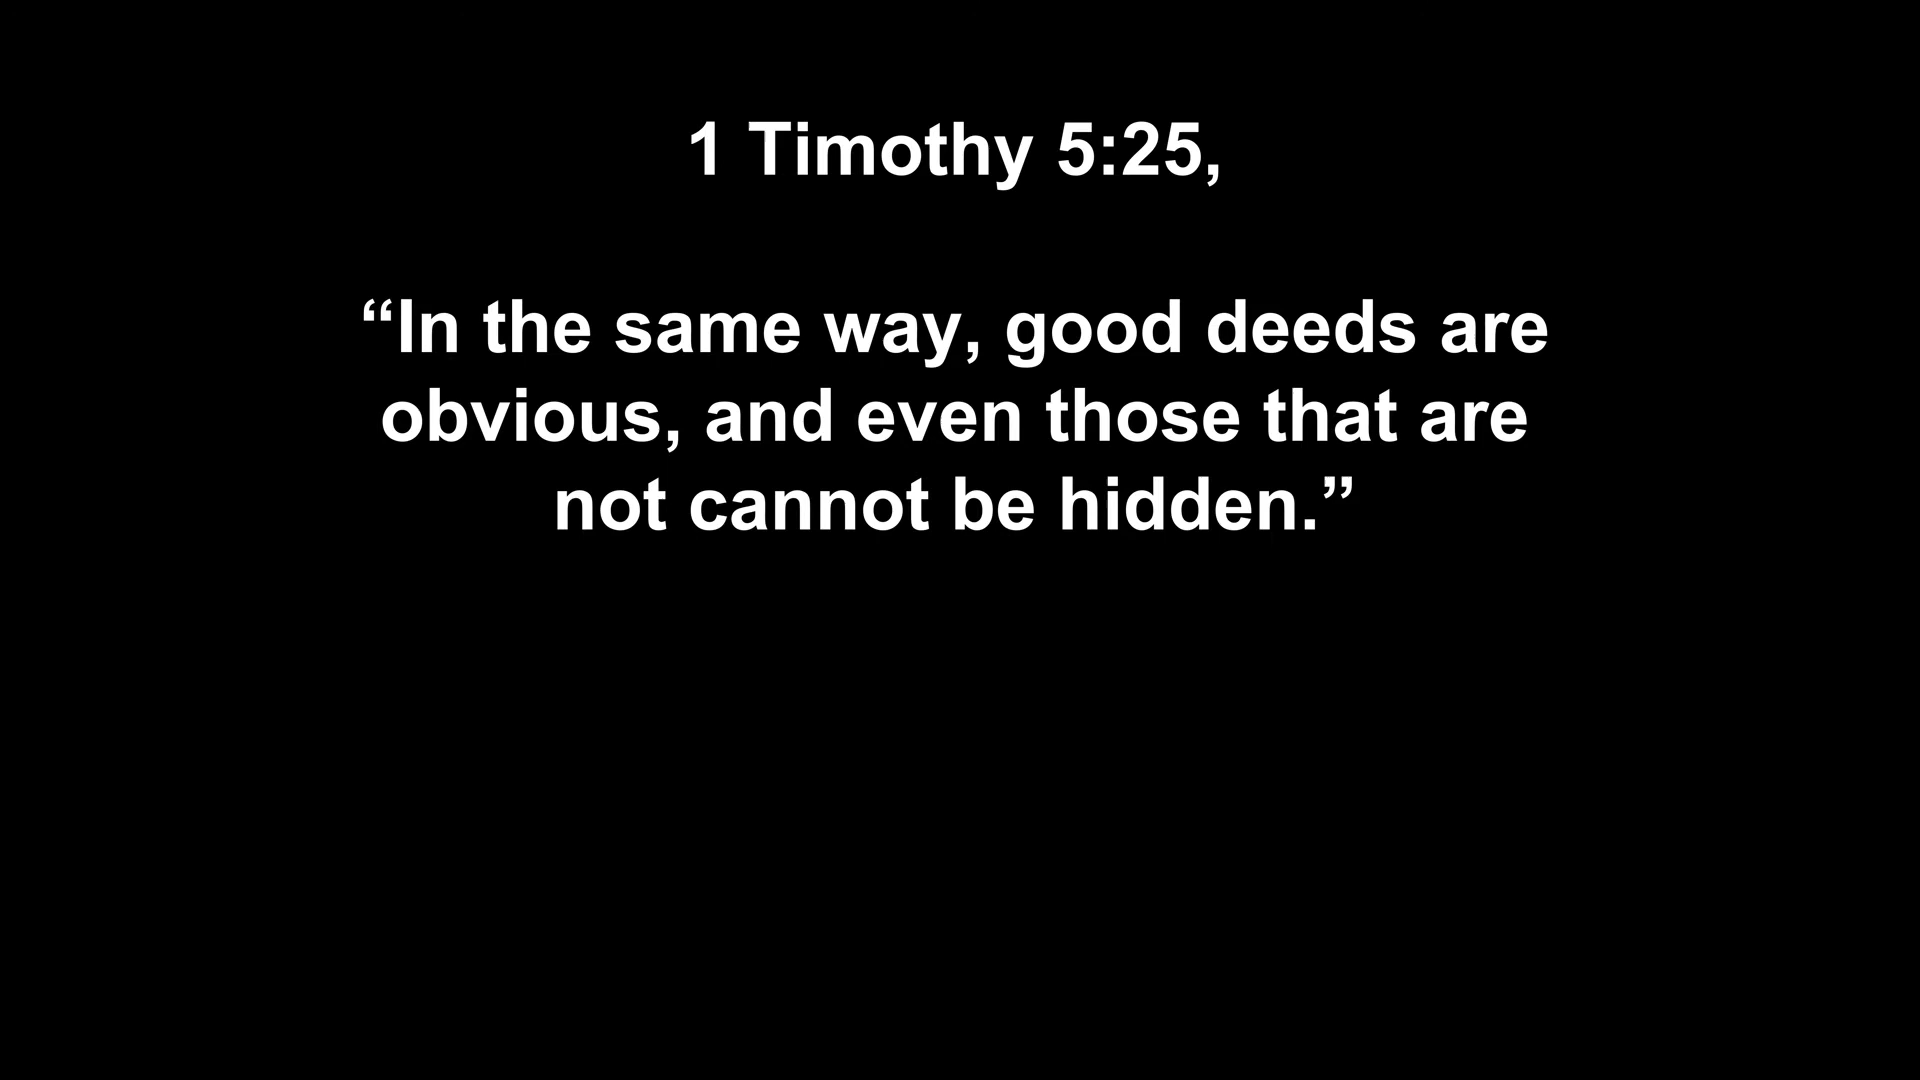 1 Timothy 5:25,
“In the same way, good deeds are
obvious, and even those that are
not cannot be hidden.”